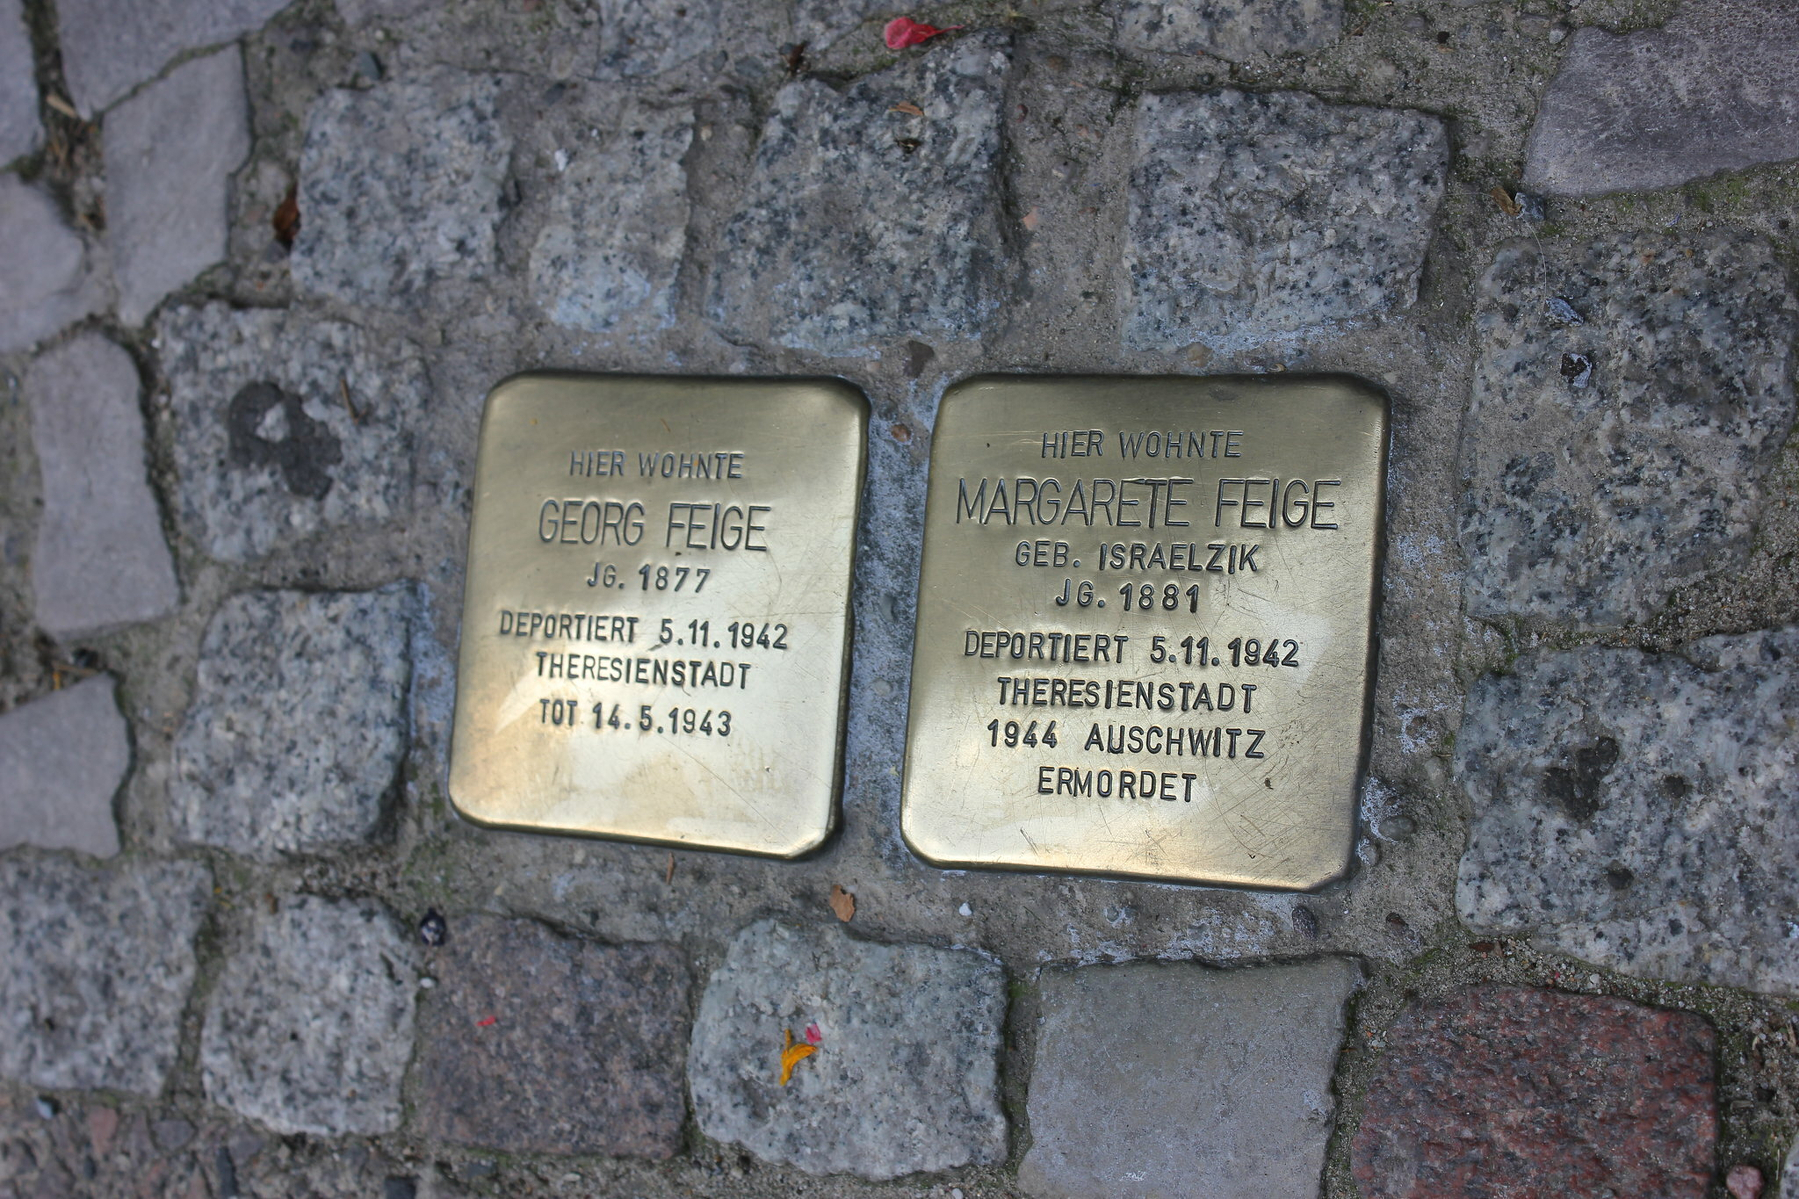 HIER WOHNTE
GEORG FEIGE
JG. 1877
DEPORTIERT 5.11.1942
THERESIENSTADT
TOT 14.5.1943
HIER WOHNTE
MARGARETE FEIGE
GEB. ISRAELZIK
JG. 1881
DEPORTIERT 5.11.1942
THERESIENSTADT
1944 AUSCHWITZ
ERMORDET